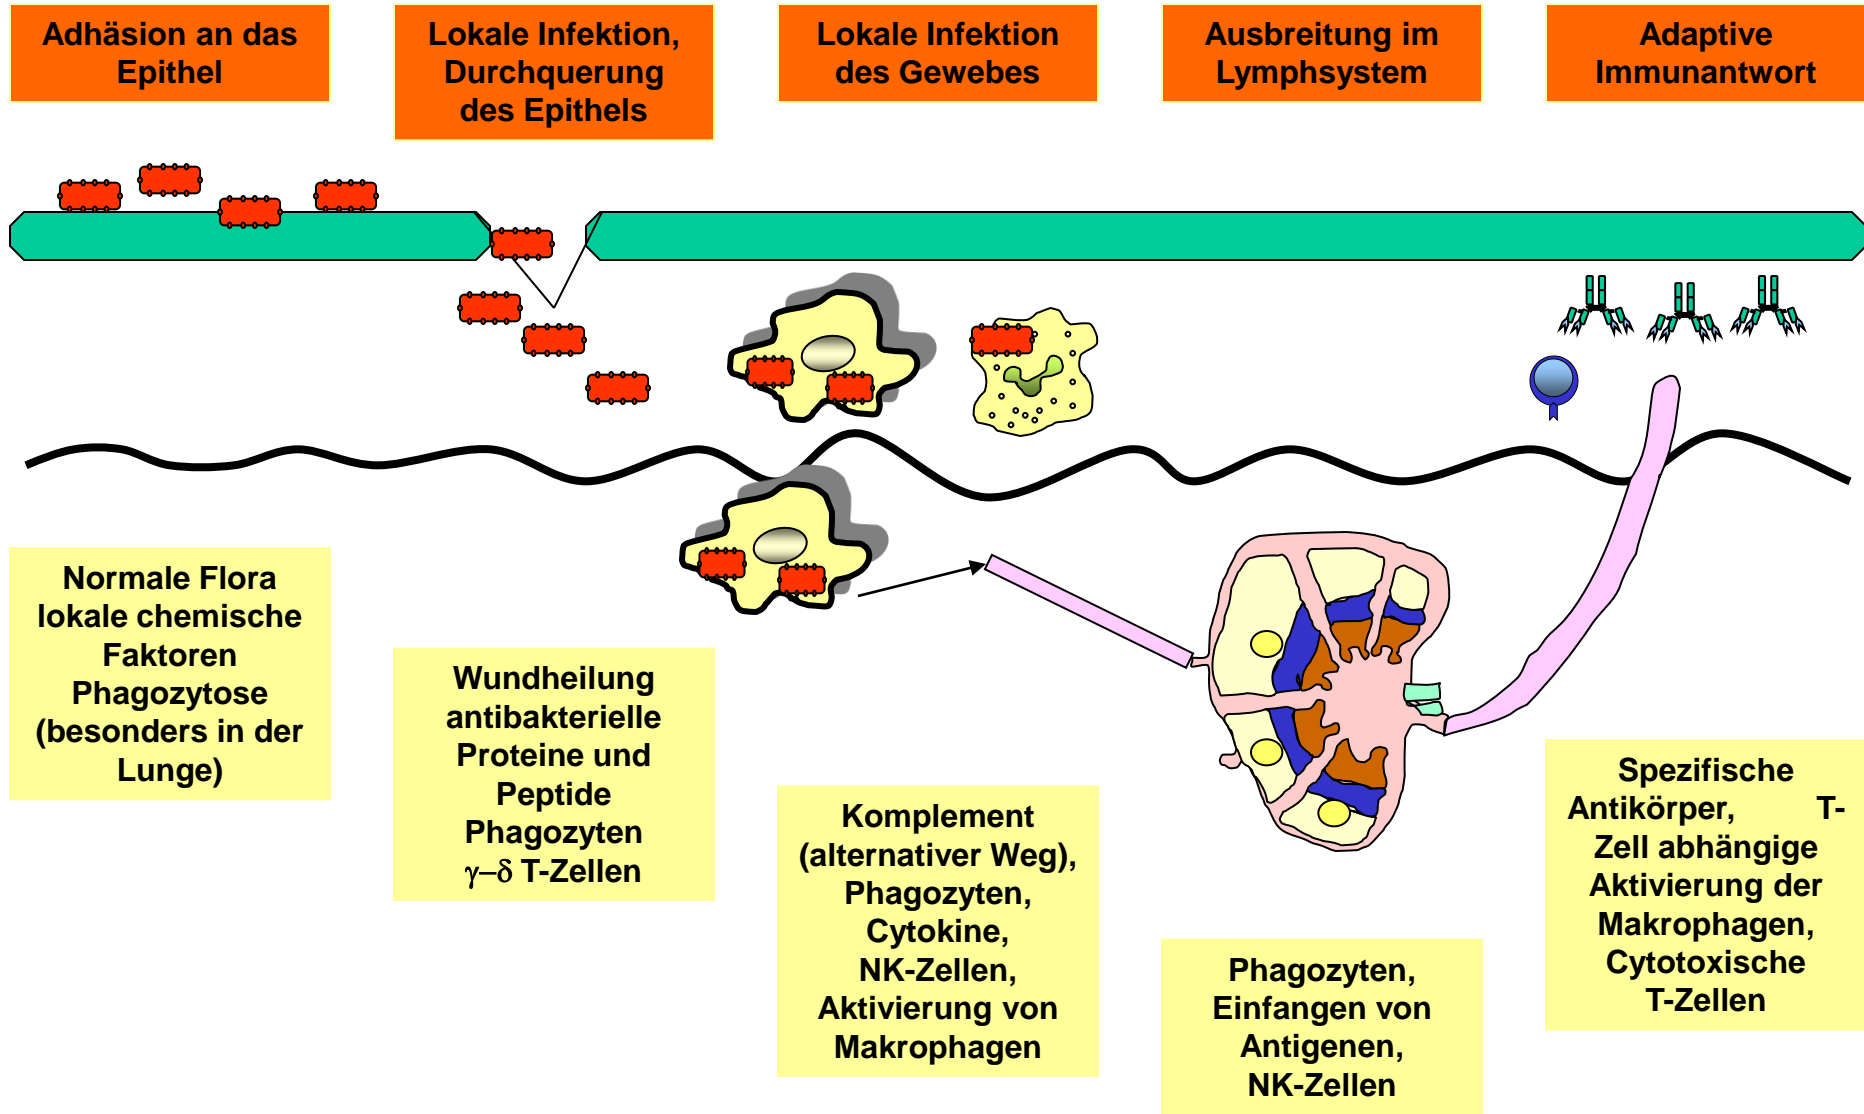 Adhäsion an das
Epithel
Lokale Infektion,
Durchquerung
des Epithels
Lokale Infektion
des Gewebes
Ausbreitung im
Lymphsystem
Adaptive
Immunantwort
Normale Flora
lokale chemische
Faktoren
Phagozytose
(besonders in der
Lunge)
Wundheilung
antibakterielle
Proteine und
Peptide
Phagozyten
γ−δ T-Zellen
Komplement
(alternativer Weg),
Phagozyten,
Cytokine,
NK-Zellen,
Aktivierung von
Makrophagen
Phagozyten,
Einfangen von
Antigenen,
NK-Zellen
Spezifische
Antikörper, T-
Zell abhängige
Aktivierung der
Makrophagen,
Cytotoxische
T-Zellen